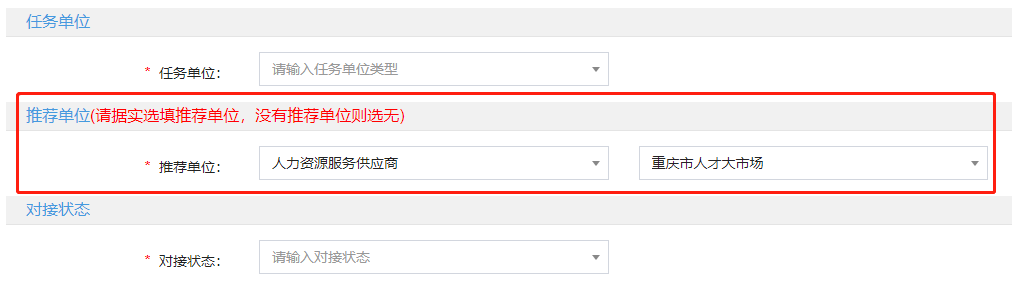 任务单位
* 任务单位： 请输入任务单位类型
推荐单位(请据实选填推荐单位，没有推荐单位则选无)
* 推荐单位： 人力资源服务供应商 重庆市人才大市场
对接状态
* 对接状态： 请输入对接状态